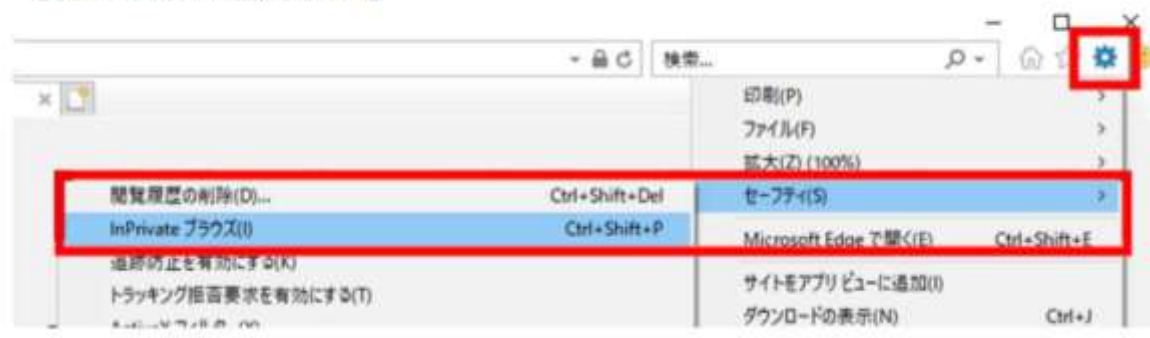 検索...
印刷(P)
ファイル(F)
拡大(Z) (100%)
閲覧履歴の削除(D)... Ctrl+Shift+Del セーフティ(S)
InPrivate ブラウズ(I) Ctrl+Shift+P
Microsoft Edge で開く(E) Ctrl+Shift+E
追跡防止を有効にする(K)
サイトをアプリ ビューに追加(I)
トラッキング拒否要求を有効にする(T)
ダウンロードの表示(N) Ctrl+J